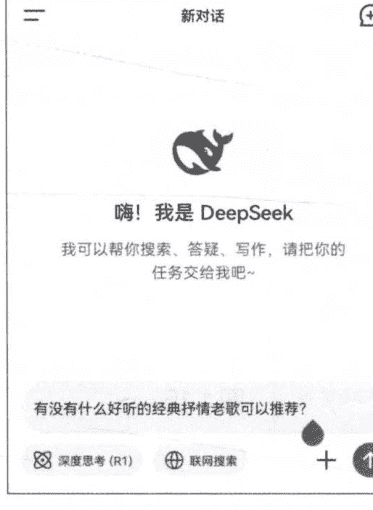 新对话
嗨！我是 DeepSeek
我可以帮你搜索、答疑、写作，请把你的
任务交给我吧~
有没有什么好听的经典抒情老歌可以推荐？
深度思考 (R1)
联网搜索